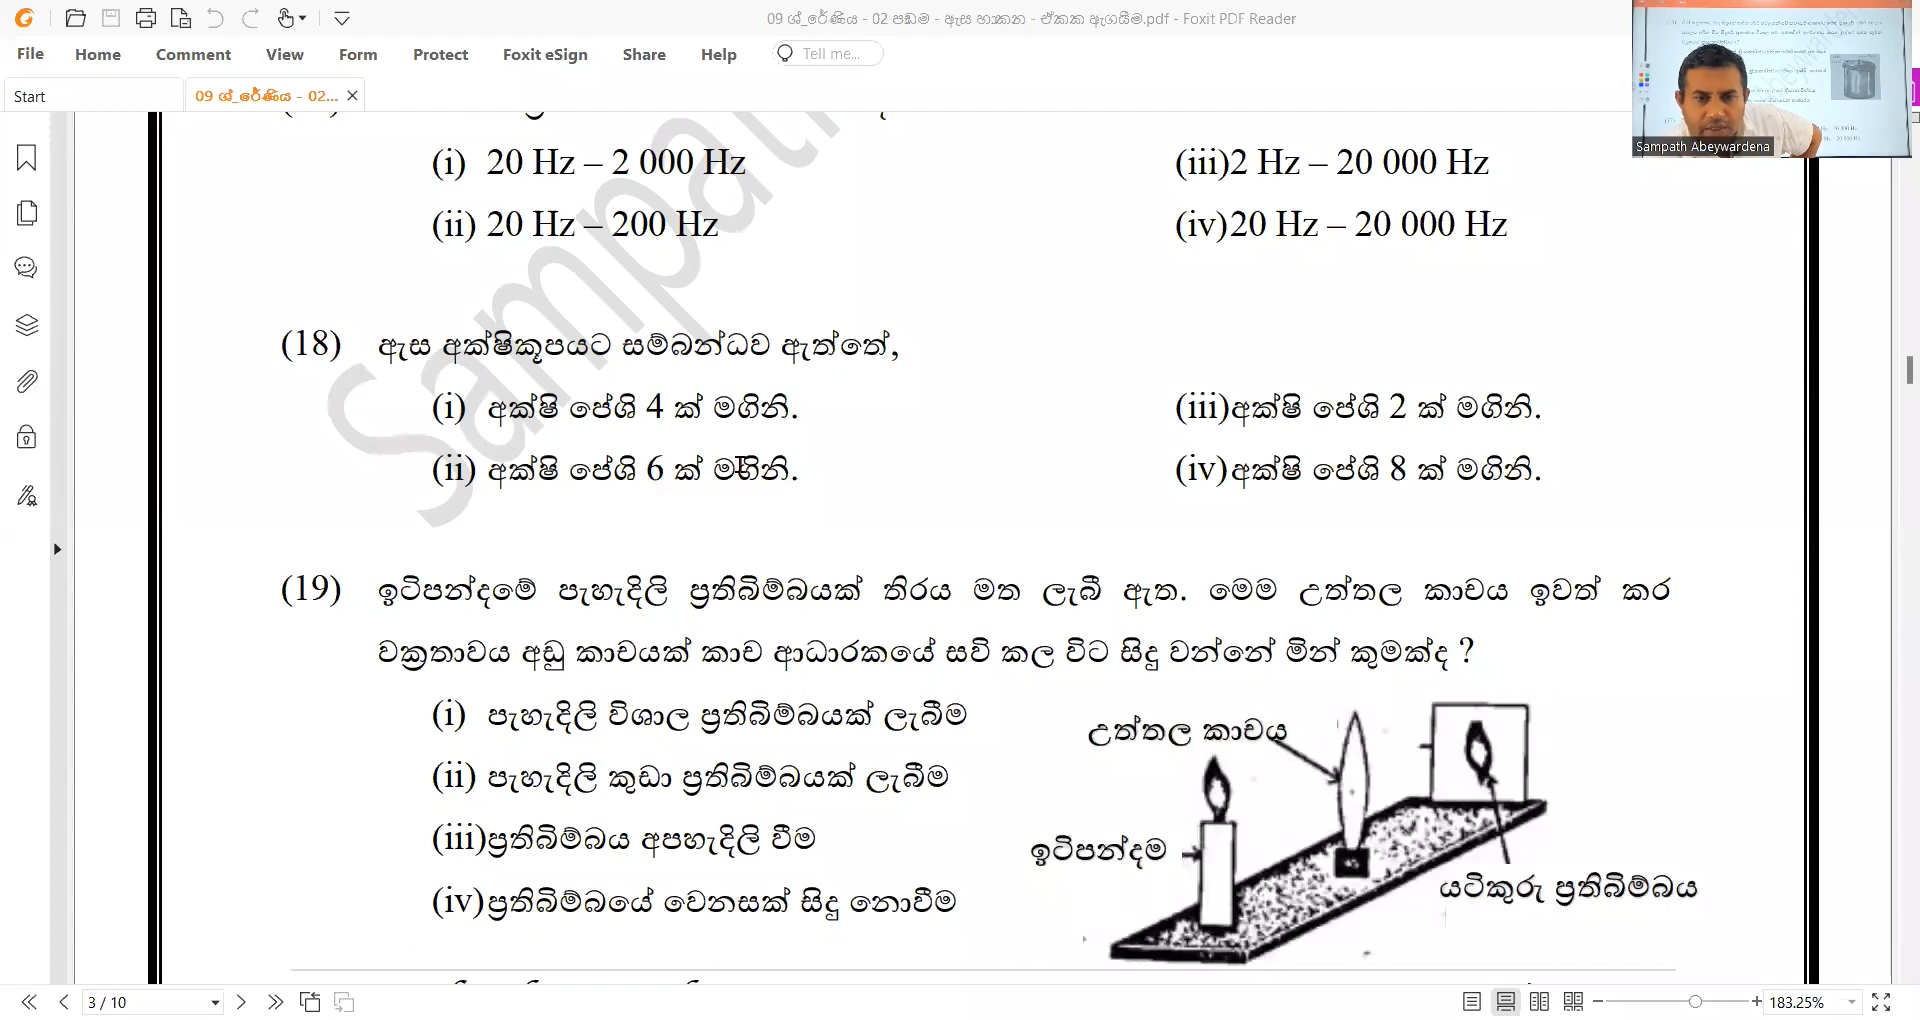 09 ශ්‍රේණිය - 02 පඩම - ඇස හා කන - ඒකක ඇගයීම.pdf - Foxit PDF Reader
File Home Comment View Form Protect Foxit eSign Share Help Tell me...
Start 09 ශ්‍රේණිය - 02...
Sampath Abeywardena
(i) 20 Hz – 2 000 Hz (iii)2 Hz – 20 000 Hz
(ii) 20 Hz – 200 Hz (iv)20 Hz – 20 000 Hz
(18) ඇස අක්ෂිකූපයට සම්බන්ධව ඇත්තේ,
(i) අක්ෂි පේශි 4 ක් මගිනි. (iii)අක්ෂි පේශි 2 ක් මගිනි.
(ii) අක්ෂි පේශි 6 ක් මගිනි. (iv)අක්ෂි පේශි 8 ක් මගිනි.
Sampath
(19) ඉටිපන්දමේ පැහැදිලි ප්‍රතිබිම්බයක් තිරය මත ලැබී ඇත. මෙම උත්තල කාචය ඉවත් කර
වක්‍රතාවය අඩු කාචයක් කාච ආධාරකයේ සවි කල විට සිදු වන්නේ මින් කුමක්ද ?
(i) පැහැදිලි විශාල ප්‍රතිබිම්බයක් ලැබීම
(ii) පැහැදිලි කුඩා ප්‍රතිබිම්බයක් ලැබීම
(iii)ප්‍රතිබිම්බය අපහැදිලි වීම
(iv)ප්‍රතිබිම්බයේ වෙනසක් සිදු නොවීම
උත්තල කාචය
ඉටිපන්දම
යටිකුරු ප්‍රතිබිම්බය
3 / 10 183.25%